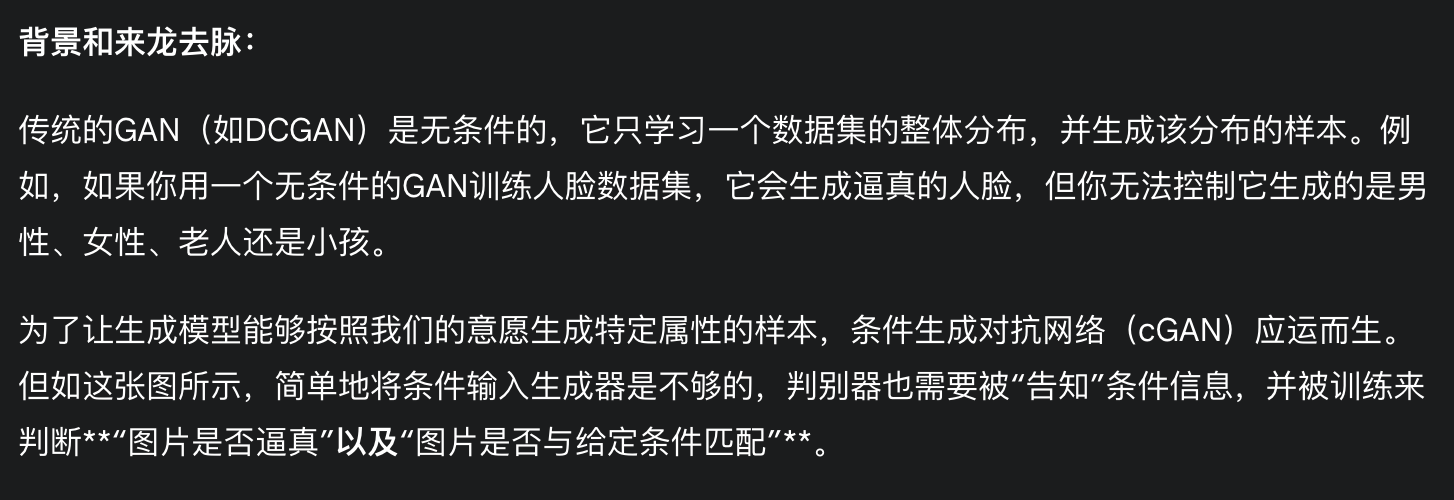 背景和来龙去脉：
传统的GAN（如DCGAN）是无条件的，它只学习一个数据集的整体分布，并生成该分布的样本。例
如，如果你用一个无条件的GAN训练人脸数据集，它会生成逼真的人脸，但你无法控制它生成的是男
性、女性、老人还是小孩。
为了让生成模型能够按照我们的意愿生成特定属性的样本，条件生成对抗网络（cGAN）应运而生。
但如这张图所示，简单地将条件输入生成器是不够的，判别器也需要被“告知”条件信息，并被训练来
判断**“图片是否逼真”以及“图片是否与给定条件匹配”**。